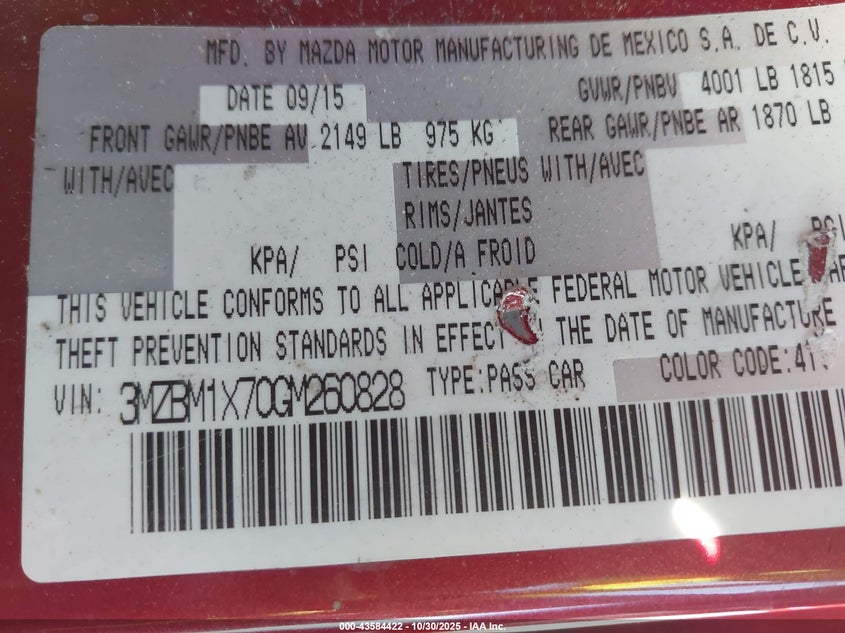 MFD. BY MAZDA MOTOR MANUFACTURING DE MEXICO S.A. DE C.V.
DATE 09/15 GVWR/PNBV 4001 LB 1815
FRONT GAWR/PNBE AV 2149 LB 975 KG REAR GAWR/PNBE AR 1870 LB
WITH/AVEC TIRES/PNEUS WITH/AVEC
RIMS/JANTES
KPA/ PSI COLD/A FROID KPA/ PSI
THIS VEHICLE CONFORMS TO ALL FEDERAL MOTOR VEHICLE
THEFT PREVENTION STANDARDS IN EFFECT THE DATE OF MANUFACTURE
VIN: 3MZBM1X70GM260828 TYPE:PASS CAR COLOR CODE:
000-43584422 - 10/30/2025 - IAA Inc.